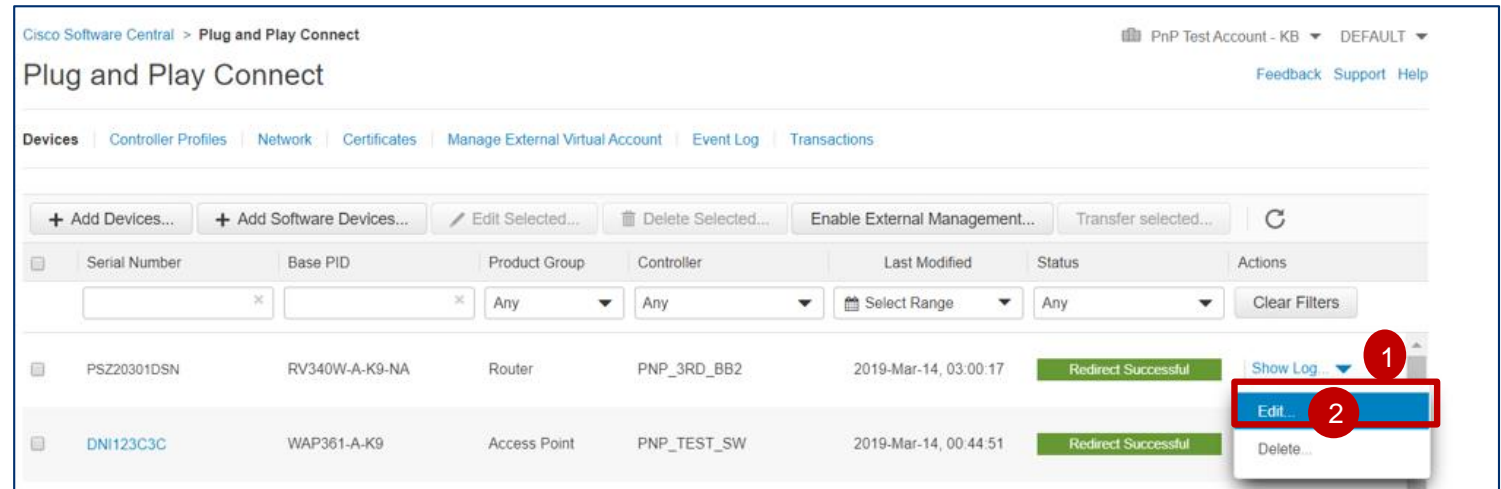 Cisco Software Central > Plug and Play Connect
PnP Test Account - KB DEFAULT
Plug and Play Connect
Feedback Support Help
Devices Controller Profiles Network Certificates Manage External Virtual Account Event Log Transactions
+ Add Devices... + Add Software Devices... Edit Selected... Delete Selected... Enable External Management... Transfer selected...
Serial Number Base PID Product Group Controller Last Modified Status Actions
× × Any Any Select Range Any Clear Filters
1
PSZ20301DSN RV340W-A-K9-NA Router PNP_3RD_BB2 2019-Mar-14, 03:00:17 Redirect Successful Show Log...
Edit... 2
DNI123C3C WAP361-A-K9 Access Point PNP_TEST_SW 2019-Mar-14, 00:44:51 Redirect Successful Delete...